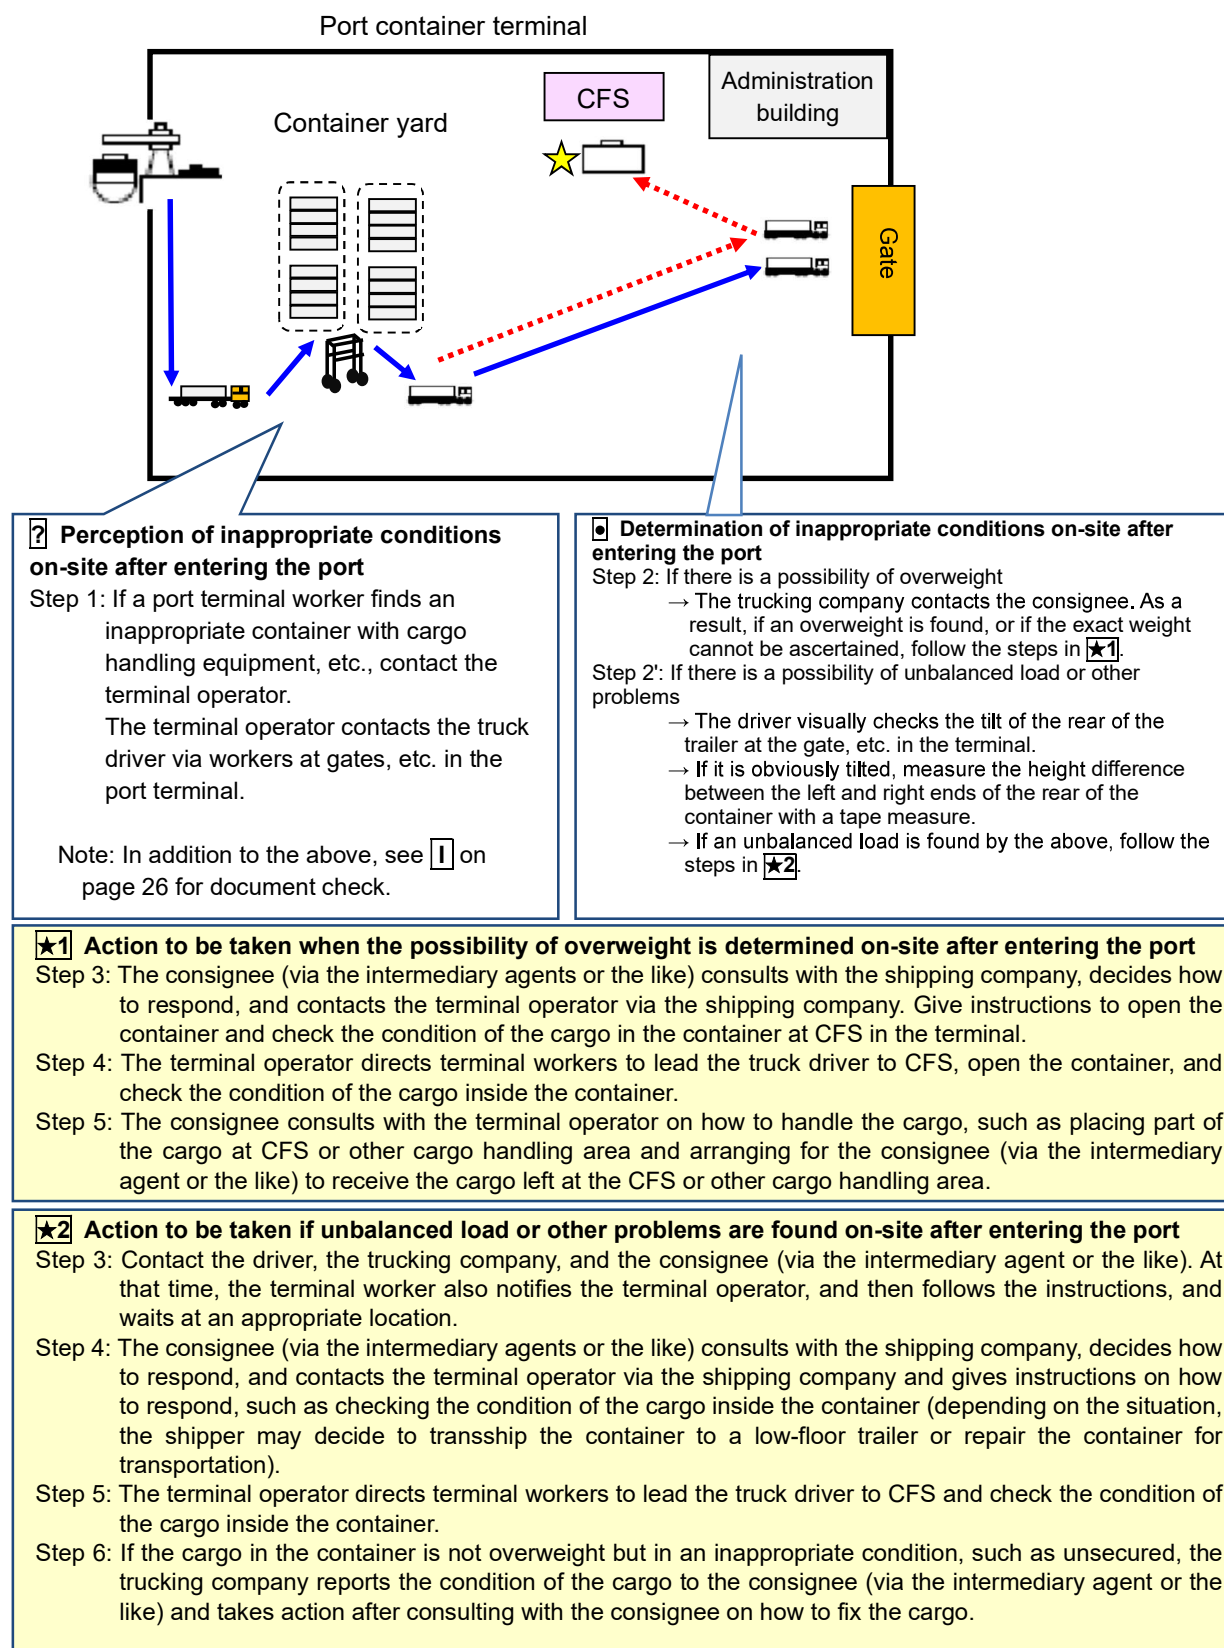 Port container terminal
CFS
Administration
building
Container yard
Gate
? Perception of inappropriate conditions
on-site after entering the port
Step 1: If a port terminal worker finds an
inappropriate container with cargo
handling equipment, etc., contact the
terminal operator.
The terminal operator contacts the truck
driver via workers at gates, etc. in the
port terminal.
Note: In addition to the above, see I on
page 26 for document check.
● Determination of inappropriate conditions on-site after
entering the port
Step 2: If there is a possibility of overweight
→ The trucking company contacts the consignee. As a
result, if an overweight is found, or if the exact weight
cannot be ascertained, follow the steps in ★1.
Step 2': If there is a possibility of unbalanced load or other
problems
→ The driver visually checks the tilt of the rear of the
trailer at the gate, etc. in the terminal.
→ If it is obviously tilted, measure the height difference
between the left and right ends of the rear of the
container with a tape measure.
→ If an unbalanced load is found by the above, follow the
steps in ★2.
★1 Action to be taken when the possibility of overweight is determined on-site after entering the port
Step 3: The consignee (via the intermediary agents or the like) consults with the shipping company, decides how
to respond, and contacts the terminal operator via the shipping company. Give instructions to open the
container and check the condition of the cargo in the container at CFS in the terminal.
Step 4: The terminal operator directs terminal workers to lead the truck driver to CFS, open the container, and
check the condition of the cargo inside the container.
Step 5: The consignee consults with the terminal operator on how to handle the cargo, such as placing part of
the cargo at CFS or other cargo handling area and arranging for the consignee (via the intermediary
agent or the like) to receive the cargo left at the CFS or other cargo handling area.
★2 Action to be taken if unbalanced load or other problems are found on-site after entering the port
Step 3: Contact the driver, the trucking company, and the consignee (via the intermediary agent or the like). At
that time, the terminal worker also notifies the terminal operator, and then follows the instructions, and
waits at an appropriate location.
Step 4: The consignee (via the intermediary agents or the like) consults with the shipping company, decides how
to respond, and contacts the terminal operator via the shipping company and gives instructions on how
to respond, such as checking the condition of the cargo inside the container (depending on the situation,
the shipper may decide to transship the container to a low-floor trailer or repair the container for
transportation).
Step 5: The terminal operator directs terminal workers to lead the truck driver to CFS and check the condition of
the cargo inside the container.
Step 6: If the cargo in the container is not overweight but in an inappropriate condition, such as unsecured, the
trucking company reports the condition of the cargo to the consignee (via the intermediary agent or the
like) and takes action after consulting with the consignee on how to fix the cargo.